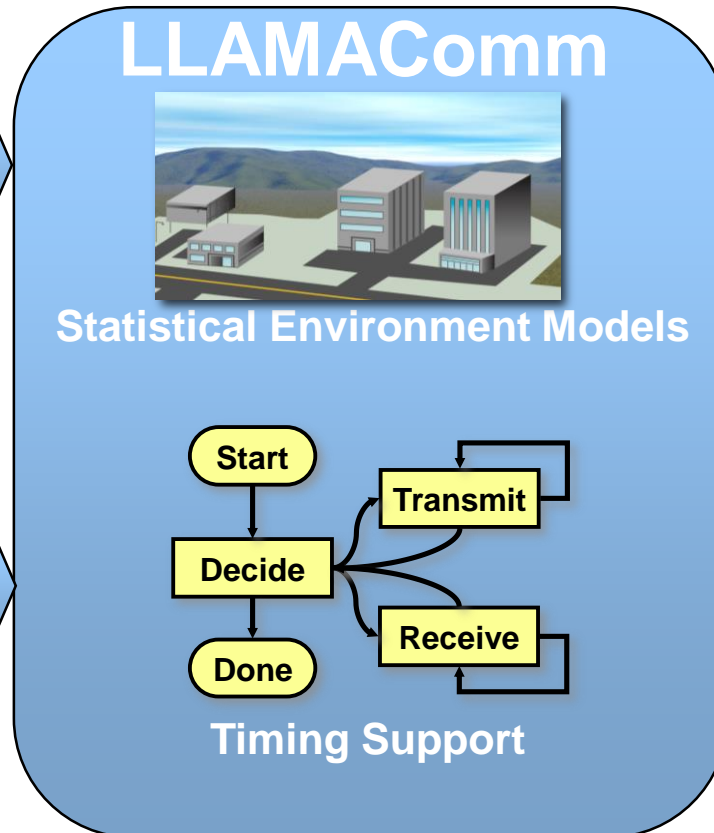 LLAMAComm
Statistical Environment Models
Start
Transmit
Decide
Receive
Done
Timing Support